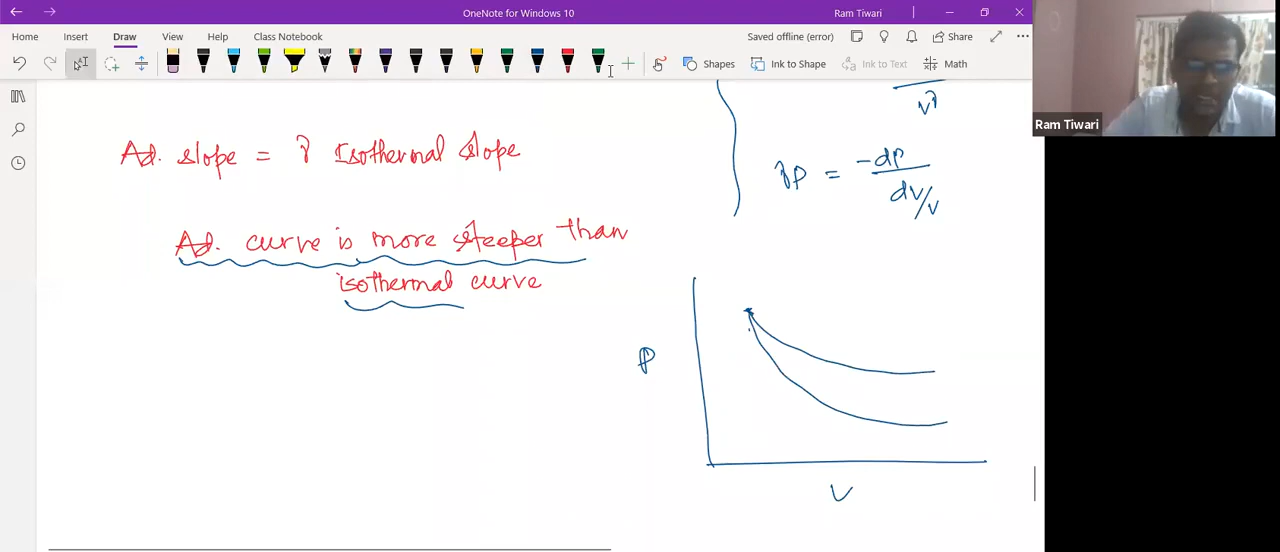 OneNote for Windows 10
Ram Tiwari
Home Insert Draw View Help Class Notebook
Saved offline (error) Share
Shapes Ink to Shape Ink to Text Math
Ram Tiwari
Ad. slope = γ Isothermal slope
Ad. curve is more steeper than
isothermal curve
V^γ
γP = -dP
dV/V
P
V